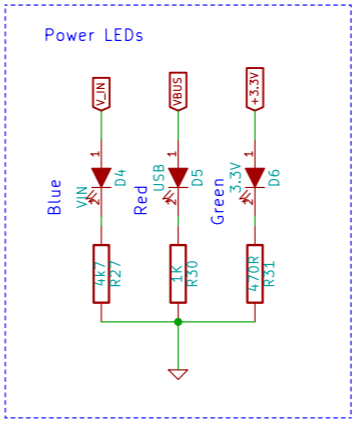 Power LEDs
V_IN
VBUS
+3.3V
1
1
1
Blue
VIN
D4
2
Red
USB
D5
2
Green
3.3V
D6
2
4k7
R27
1K
R30
470R
R31